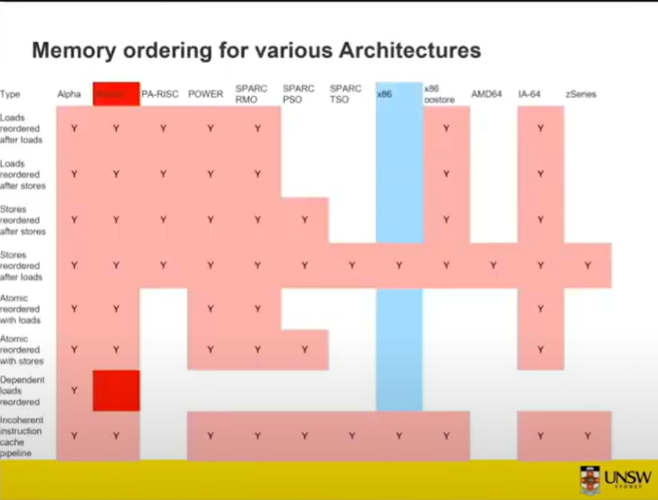 Memory ordering for various Architectures
Type Alpha PA-RISC POWER SPARC RMO SPARC PSO SPARC TSO x86 x86 oostore AMD64 IA-64 zSeries
Loads reordered after loads Y Y Y Y Y Y Y
Loads reordered after stores Y Y Y Y Y Y Y
Stores reordered after stores Y Y Y Y Y Y Y Y
Stores reordered after loads Y Y Y Y Y Y Y Y Y Y Y Y
Atomic reordered with loads Y Y Y Y Y
Atomic reordered with stores Y Y Y Y Y Y
Dependent loads reordered Y
Incoherent instruction cache pipeline Y Y Y Y Y Y Y Y Y Y
UNSW
SYDNEY